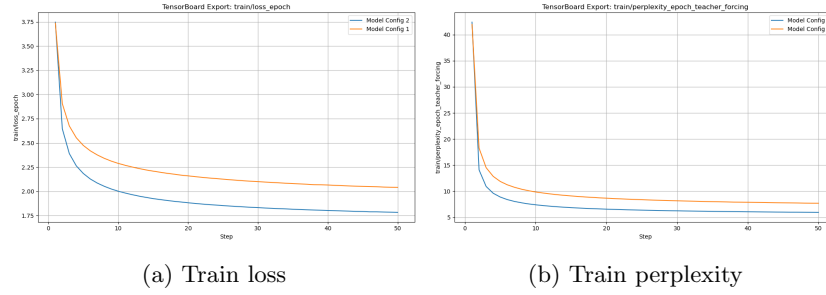 TensorBoard Export: train/loss_epoch
Model Config 2
Model Config 1
3.75
3.50
3.25
3.00
2.75
2.50
2.25
2.00
1.75
train/loss_epoch
0
10
20
30
40
50
Step
(a) Train loss
TensorBoard Export: train/perplexity_epoch_teacher_forcing
Model Config
Model Config
40
35
30
25
20
15
10
5
train/perplexity_epoch_teacher_forcing
0
10
20
30
40
50
Step
(b) Train perplexity